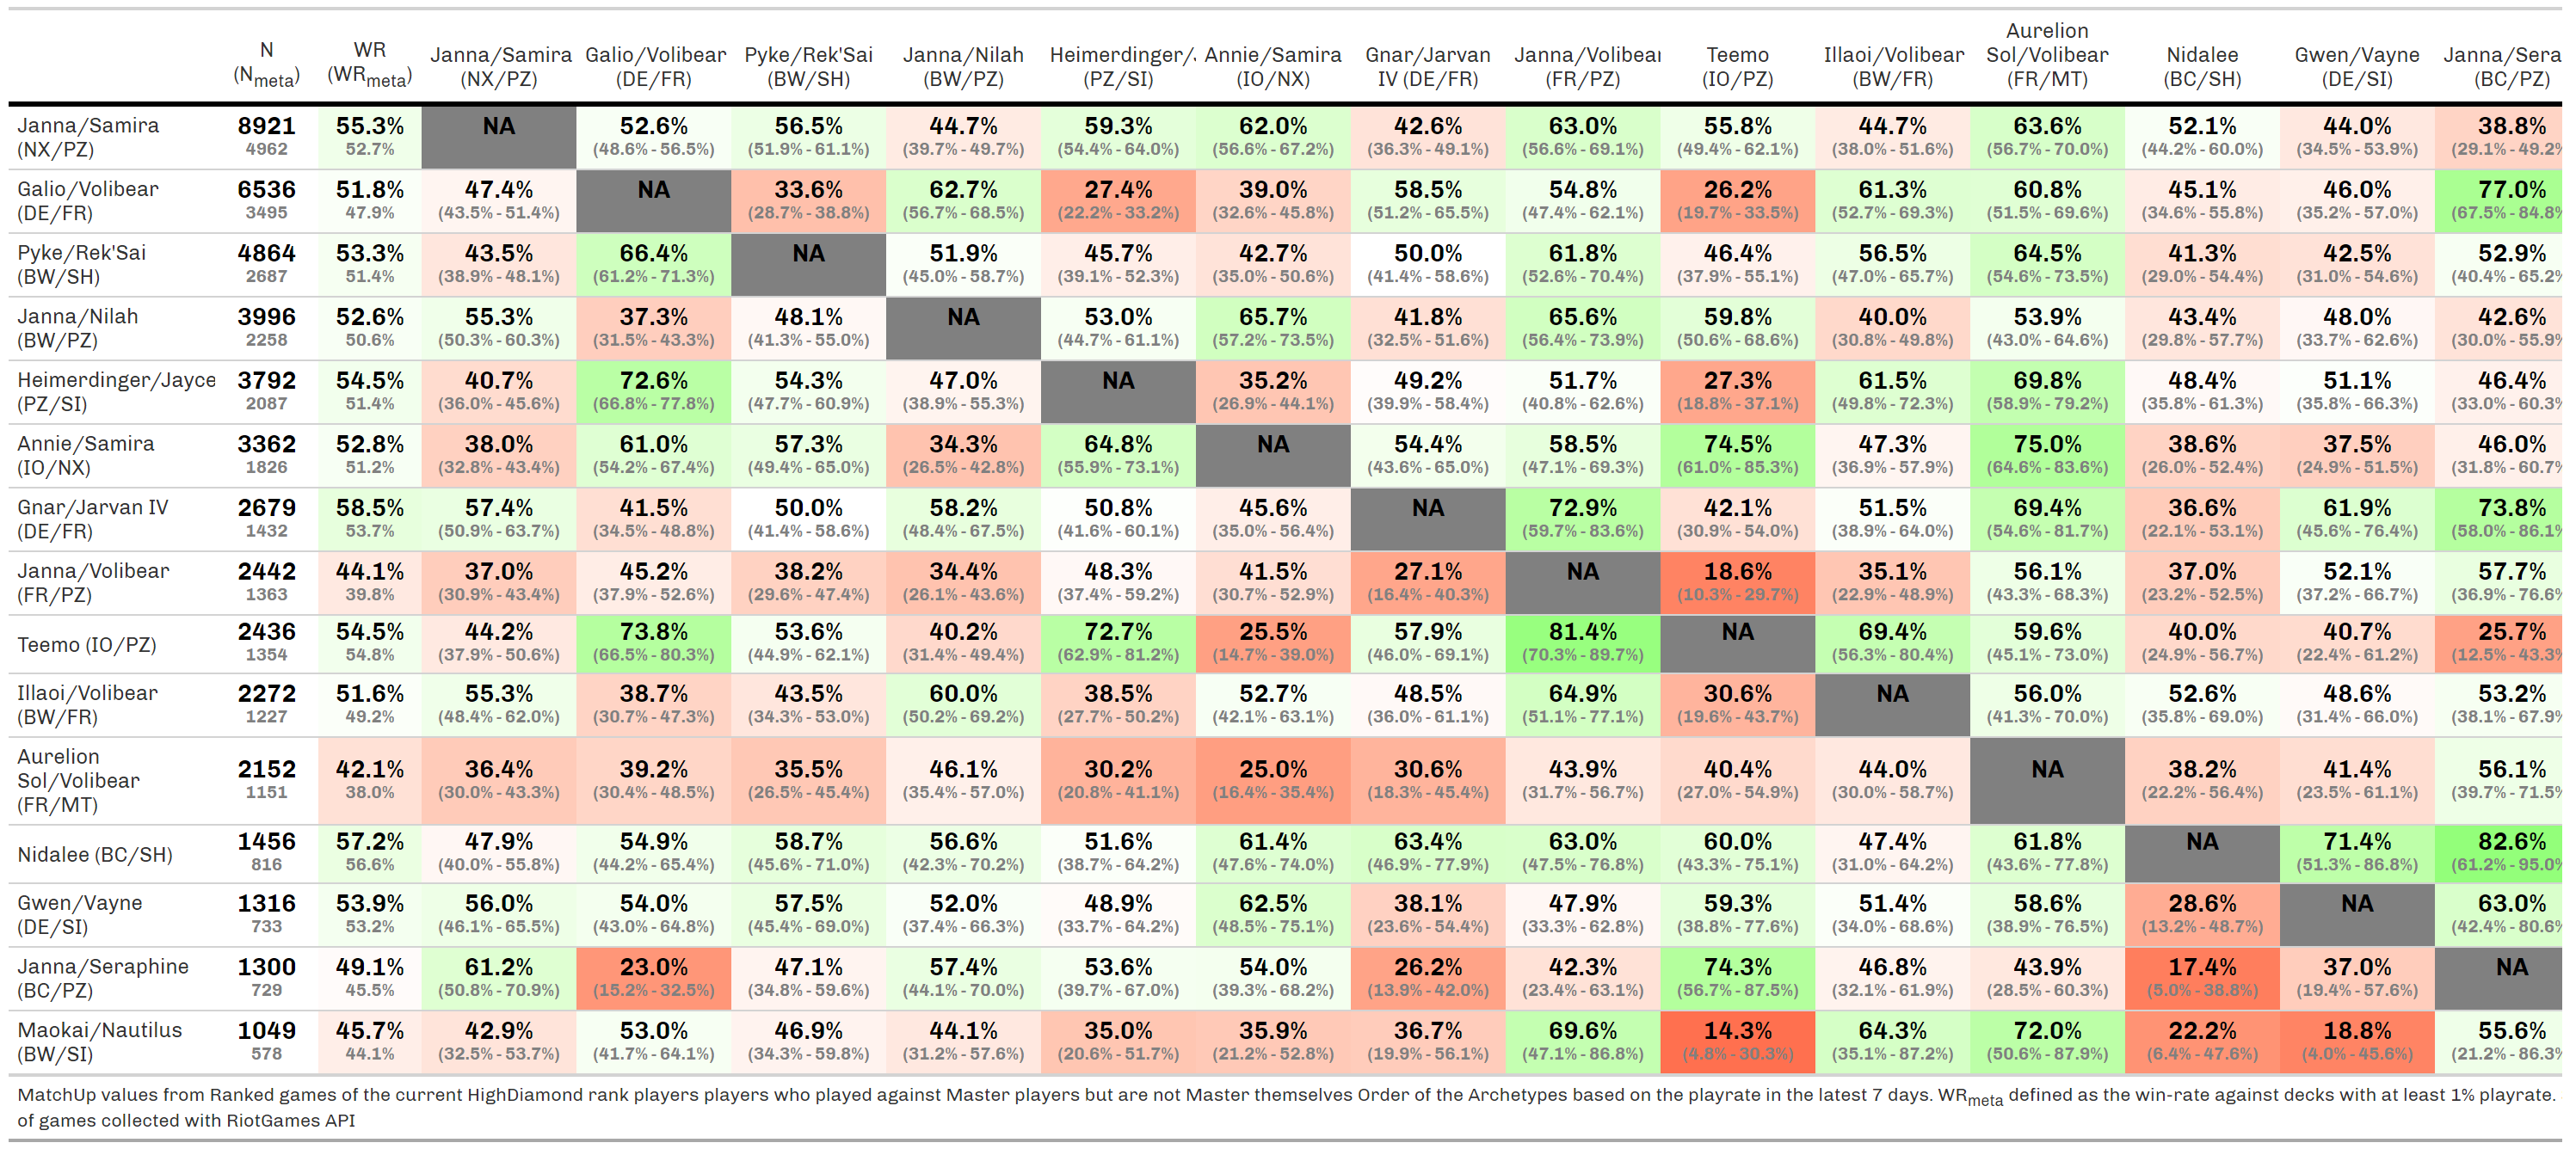 Aurelion
N WR Janna/Samira Galio/Volibear Pyke/Rek'Sai Janna/Nilah Heimerdinger/ Annie/Samira Gnar/Jarvan Janna/Volibear Teemo Illaoi/Volibear Sol/Volibear Nidalee Gwen/Vayne Janna/Sera
(Nmeta) (WRmeta) (NX/PZ) (DE/FR) (BW/SH) (BW/PZ) (PZ/SI) (IO/NX) IV (DE/FR) (FR/PZ) (IO/PZ) (BW/FR) (FR/MT) (BC/SH) (DE/SI) (BC/PZ)
Janna/Samira 8921 55.3% NA 52.6% 56.5% 44.7% 59.3% 62.0% 42.6% 63.0% 55.8% 44.7% 63.6% 52.1% 44.0% 38.8%
(NX/PZ) 4962 52.7% (48.6% - 56.5%) (51.9% - 61.1%) (39.7% - 49.7%) (54.4% - 64.0%) (56.6% - 67.2%) (36.3% - 49.1%) (56.6% - 69.1%) (49.4% - 62.1%) (38.0% - 51.6%) (56.7% - 70.0%) (44.2% - 60.0%) (34.5% - 53.9%) (29.1% - 49.2%
Galio/Volibear 6536 51.8% 47.4% NA 33.6% 62.7% 27.4% 39.0% 58.5% 54.8% 26.2% 61.3% 60.8% 45.1% 46.0% 77.0%
(DE/FR) 3495 47.9% (43.5% - 51.4%) (28.7% - 38.8%) (56.7% - 68.5%) (22.2% - 33.2%) (32.6% - 45.8%) (51.2% - 65.5%) (47.4% - 62.1%) (19.7% - 33.5%) (52.7% - 69.3%) (51.5% - 69.6%) (34.6% - 55.8%) (35.2% - 57.0%) (67.5% - 84.8%
Pyke/Rek'Sai 4864 53.3% 43.5% 66.4% NA 51.9% 45.7% 42.7% 50.0% 61.8% 46.4% 56.5% 64.5% 41.3% 42.5% 52.9%
(BW/SH) 2687 51.4% (38.9% - 48.1%) (61.2% - 71.3%) (45.0% - 58.7%) (39.1% - 52.3%) (35.0% - 50.6%) (41.4% - 58.6%) (52.6% - 70.4%) (37.9% - 55.1%) (47.0% - 65.7%) (54.6% - 73.5%) (29.0% - 54.4%) (31.0% - 54.6%) (40.4% - 65.2%
Janna/Nilah 3996 52.6% 55.3% 37.3% 48.1% NA 53.0% 65.7% 41.8% 65.6% 59.8% 40.0% 53.9% 43.4% 48.0% 42.6%
(BW/PZ) 2258 50.6% (50.3% - 60.3%) (31.5% - 43.3%) (41.3% - 55.0%) (44.7% - 61.1%) (57.2% - 73.5%) (32.5% - 51.6%) (56.4% - 73.9%) (50.6% - 68.6%) (30.8% - 49.8%) (43.0% - 64.6%) (29.8% - 57.7%) (33.7% - 62.6%) (30.0% - 55.9%
Heimerdinger/Jayce 3792 54.5% 40.7% 72.6% 54.3% 47.0% NA 35.2% 49.2% 51.7% 27.3% 61.5% 69.8% 48.4% 51.1% 46.4%
(PZ/SI) 2087 51.4% (36.0% - 45.6%) (66.8% - 77.8%) (47.7% - 60.9%) (38.9% - 55.3%) (26.9% - 44.1%) (39.9% - 58.4%) (40.8% - 62.6%) (18.8% - 37.1%) (49.8% - 72.3%) (58.9% - 79.2%) (35.8% - 61.3%) (35.8% - 66.3%) (33.0% - 60.3%
Annie/Samira 3362 52.8% 38.0% 61.0% 57.3% 34.3% 64.8% NA 54.4% 58.5% 74.5% 47.3% 75.0% 38.6% 37.5% 46.0%
(IO/NX) 1826 51.2% (32.8% - 43.4%) (54.2% - 67.4%) (49.4% - 65.0%) (26.5% - 42.8%) (55.9% - 73.1%) (43.6% - 65.0%) (47.1% - 69.3%) (61.0% - 85.3%) (36.9% - 57.9%) (64.6% - 83.6%) (26.0% - 52.4%) (24.9% - 51.5%) (31.8% - 60.7%
Gnar/Jarvan IV 2679 58.5% 57.4% 41.5% 50.0% 58.2% 50.8% 45.6% NA 72.9% 42.1% 51.5% 69.4% 36.6% 61.9% 73.8%
(DE/FR) 1432 53.7% (50.9% - 63.7%) (34.5% - 48.8%) (41.4% - 58.6%) (48.4% - 67.5%) (41.6% - 60.1%) (35.0% - 56.4%) (59.7% - 83.6%) (30.9% - 54.0%) (38.9% - 64.0%) (54.6% - 81.7%) (22.1% - 53.1%) (45.6% - 76.4%) (58.0% - 86.1%
Janna/Volibear 2442 44.1% 37.0% 45.2% 38.2% 34.4% 48.3% 41.5% 27.1% NA 18.6% 35.1% 56.1% 37.0% 52.1% 57.7%
(FR/PZ) 1363 39.8% (30.9% - 43.4%) (37.9% - 52.6%) (29.6% - 47.4%) (26.1% - 43.6%) (37.4% - 59.2%) (30.7% - 52.9%) (16.4% - 40.3%) (10.3% - 29.7%) (22.9% - 48.9%) (43.3% - 68.3%) (23.2% - 52.5%) (37.2% - 66.7%) (36.9% - 76.6%
Teemo (IO/PZ) 2436 54.5% 44.2% 73.8% 53.6% 40.2% 72.7% 25.5% 57.9% 81.4% NA 69.4% 59.6% 40.0% 40.7% 25.7%
1354 54.8% (37.9% - 50.6%) (66.5% - 80.3%) (44.9% - 62.1%) (31.4% - 49.4%) (62.9% - 81.2%) (14.7% - 39.0%) (46.0% - 69.1%) (70.3% - 89.7%) (56.3% - 80.4%) (45.1% - 73.0%) (24.9% - 56.7%) (22.4% - 61.2%) (12.5% - 43.3%
Illaoi/Volibear 2272 51.6% 55.3% 38.7% 43.5% 60.0% 38.5% 52.7% 48.5% 64.9% 30.6% NA 56.0% 52.6% 48.6% 53.2%
(BW/FR) 1227 49.2% (48.4% - 62.0%) (30.7% - 47.3%) (34.3% - 53.0%) (50.2% - 69.2%) (27.7% - 50.2%) (42.1% - 63.1%) (36.0% - 61.1%) (51.1% - 77.1%) (19.6% - 43.7%) (41.3% - 70.0%) (35.8% - 69.0%) (31.4% - 66.0%) (38.1% - 67.9%
Aurelion
Sol/Volibear 2152 42.1% 36.4% 39.2% 35.5% 46.1% 30.2% 25.0% 30.6% 43.9% 40.4% 44.0% NA 38.2% 41.4% 56.1%
(FR/MT) 1151 38.0% (30.0% - 43.3%) (30.4% - 48.5%) (26.5% - 45.4%) (35.4% - 57.0%) (20.8% - 41.1%) (16.4% - 35.4%) (18.3% - 45.4%) (31.7% - 56.7%) (27.0% - 54.9%) (30.0% - 58.7%) (22.2% - 56.4%) (23.5% - 61.1%) (39.7% - 71.5%
Nidalee (BC/SH) 1456 57.2% 47.9% 54.9% 58.7% 56.6% 51.6% 61.4% 63.4% 63.0% 60.0% 47.4% 61.8% NA 71.4% 82.6%
816 56.6% (40.0% - 55.8%) (44.2% - 65.4%) (45.6% - 71.0%) (42.3% - 70.2%) (38.7% - 64.2%) (47.6% - 74.0%) (46.9% - 77.9%) (47.5% - 76.8%) (43.3% - 75.1%) (31.0% - 64.2%) (43.6% - 77.8%) (51.3% - 86.8%) (61.2% - 95.0%
Gwen/Vayne 1316 53.9% 56.0% 54.0% 57.5% 52.0% 48.9% 62.5% 38.1% 47.9% 59.3% 51.4% 58.6% 28.6% NA 63.0%
(DE/SI) 733 53.2% (46.1% - 65.5%) (43.0% - 64.8%) (45.4% - 69.0%) (37.4% - 66.3%) (33.7% - 64.2%) (48.5% - 75.1%) (23.6% - 54.4%) (33.3% - 62.8%) (38.8% - 77.6%) (34.0% - 68.6%) (38.9% - 76.5%) (13.2% - 48.7%) (42.4% - 80.6%
Janna/Seraphine 1300 49.1% 61.2% 23.0% 47.1% 57.4% 53.6% 54.0% 26.2% 42.3% 74.3% 46.8% 43.9% 17.4% 37.0% NA
(BC/PZ) 729 45.5% (50.8% - 70.9%) (15.2% - 32.5%) (34.8% - 59.6%) (44.1% - 70.0%) (39.7% - 67.0%) (39.3% - 68.2%) (13.9% - 42.0%) (23.4% - 63.1%) (56.7% - 87.5%) (32.1% - 61.9%) (28.5% - 60.3%) (5.0% - 38.8%) (19.4% - 57.6%)
Maokai/Nautilus 1049 45.7% 42.9% 53.0% 46.9% 44.1% 35.0% 35.9% 36.7% 69.6% 14.3% 64.3% 72.0% 22.2% 18.8% 55.6%
(BW/SI) 578 44.1% (32.5% - 53.7%) (41.7% - 64.1%) (34.3% - 59.8%) (31.2% - 57.6%) (20.6% - 51.7%) (21.2% - 52.8%) (19.9% - 56.1%) (47.1% - 86.8%) (4.8% - 30.3%) (35.1% - 87.2%) (50.6% - 87.9%) (6.4% - 47.6%) (4.0% - 45.6%) (21.2% - 86.3%
MatchUp values from Ranked games of the current HighDiamond rank players players who played against Master players but are not Master themselves Order of the Archetypes based on the playrate in the latest 7 days. WRmeta defined as the win-rate against decks with at least 1% playrate.
of games collected with RiotGames API